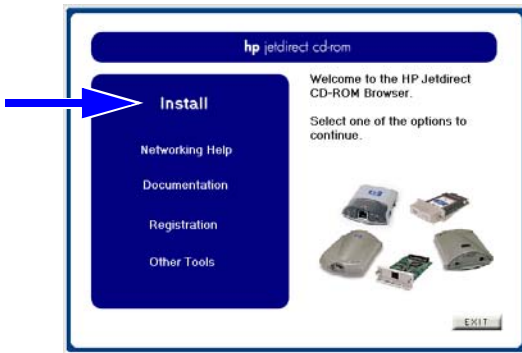 hp jetdirect cd-rom
Install
Networking Help
Documentation
Registration
Other Tools
Welcome to the HP Jetdirect
CD-ROM Browser.
Select one of the options to
continue.
EXIT